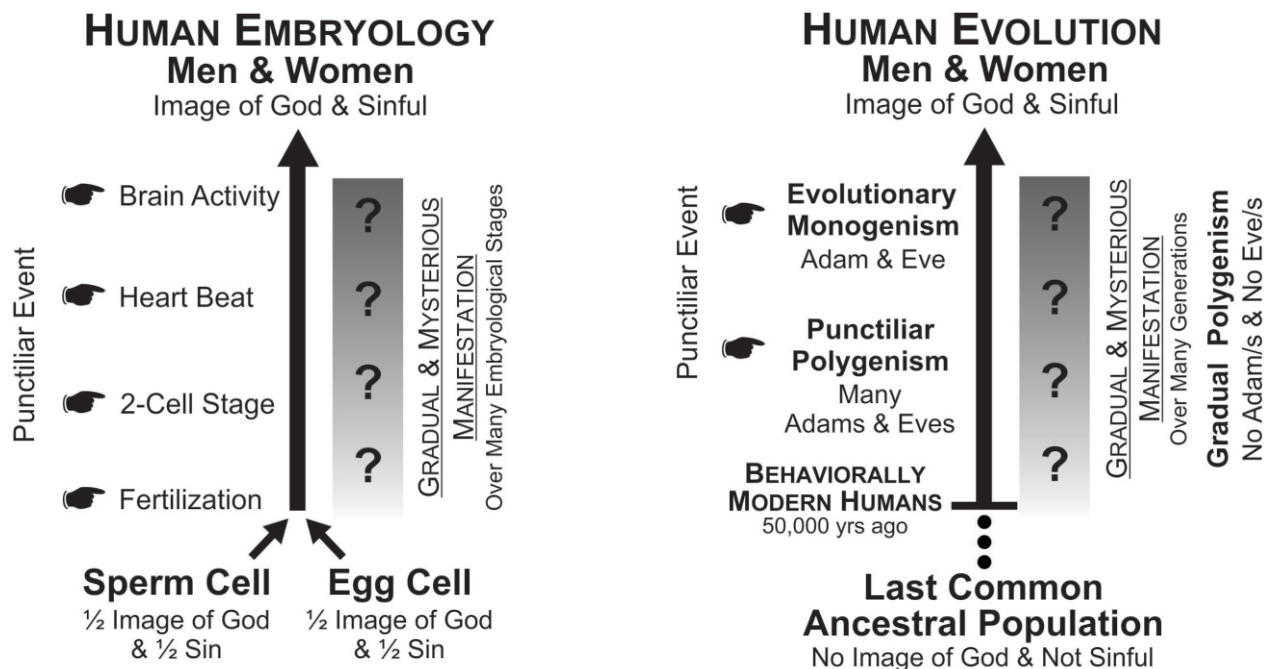 HUMAN EMBRYOLOGY
Men & Women
Image of God & Sinful
Punctiliar Event
Brain Activity
Heart Beat
2-Cell Stage
Fertilization
?
?
?
?
GRADUAL & MYSTERIOUS
MANIFESTATION
Over Many Embryological Stages
Sperm Cell
½ Image of God
& ½ Sin
Egg Cell
½ Image of God
& ½ Sin
HUMAN EVOLUTION
Men & Women
Image of God & Sinful
Punctiliar Event
Evolutionary
Monogenism
Adam & Eve
Punctiliar
Polygenism
Many
Adams & Eves
BEHAVIORALLY
MODERN HUMANS
50,000 yrs ago
?
?
?
?
GRADUAL & MYSTERIOUS
MANIFESTATION
Over Many Generations
Gradual Polygenism
No Adam/s & No Eve/s
Last Common
Ancestral Population
No Image of God & Not Sinful